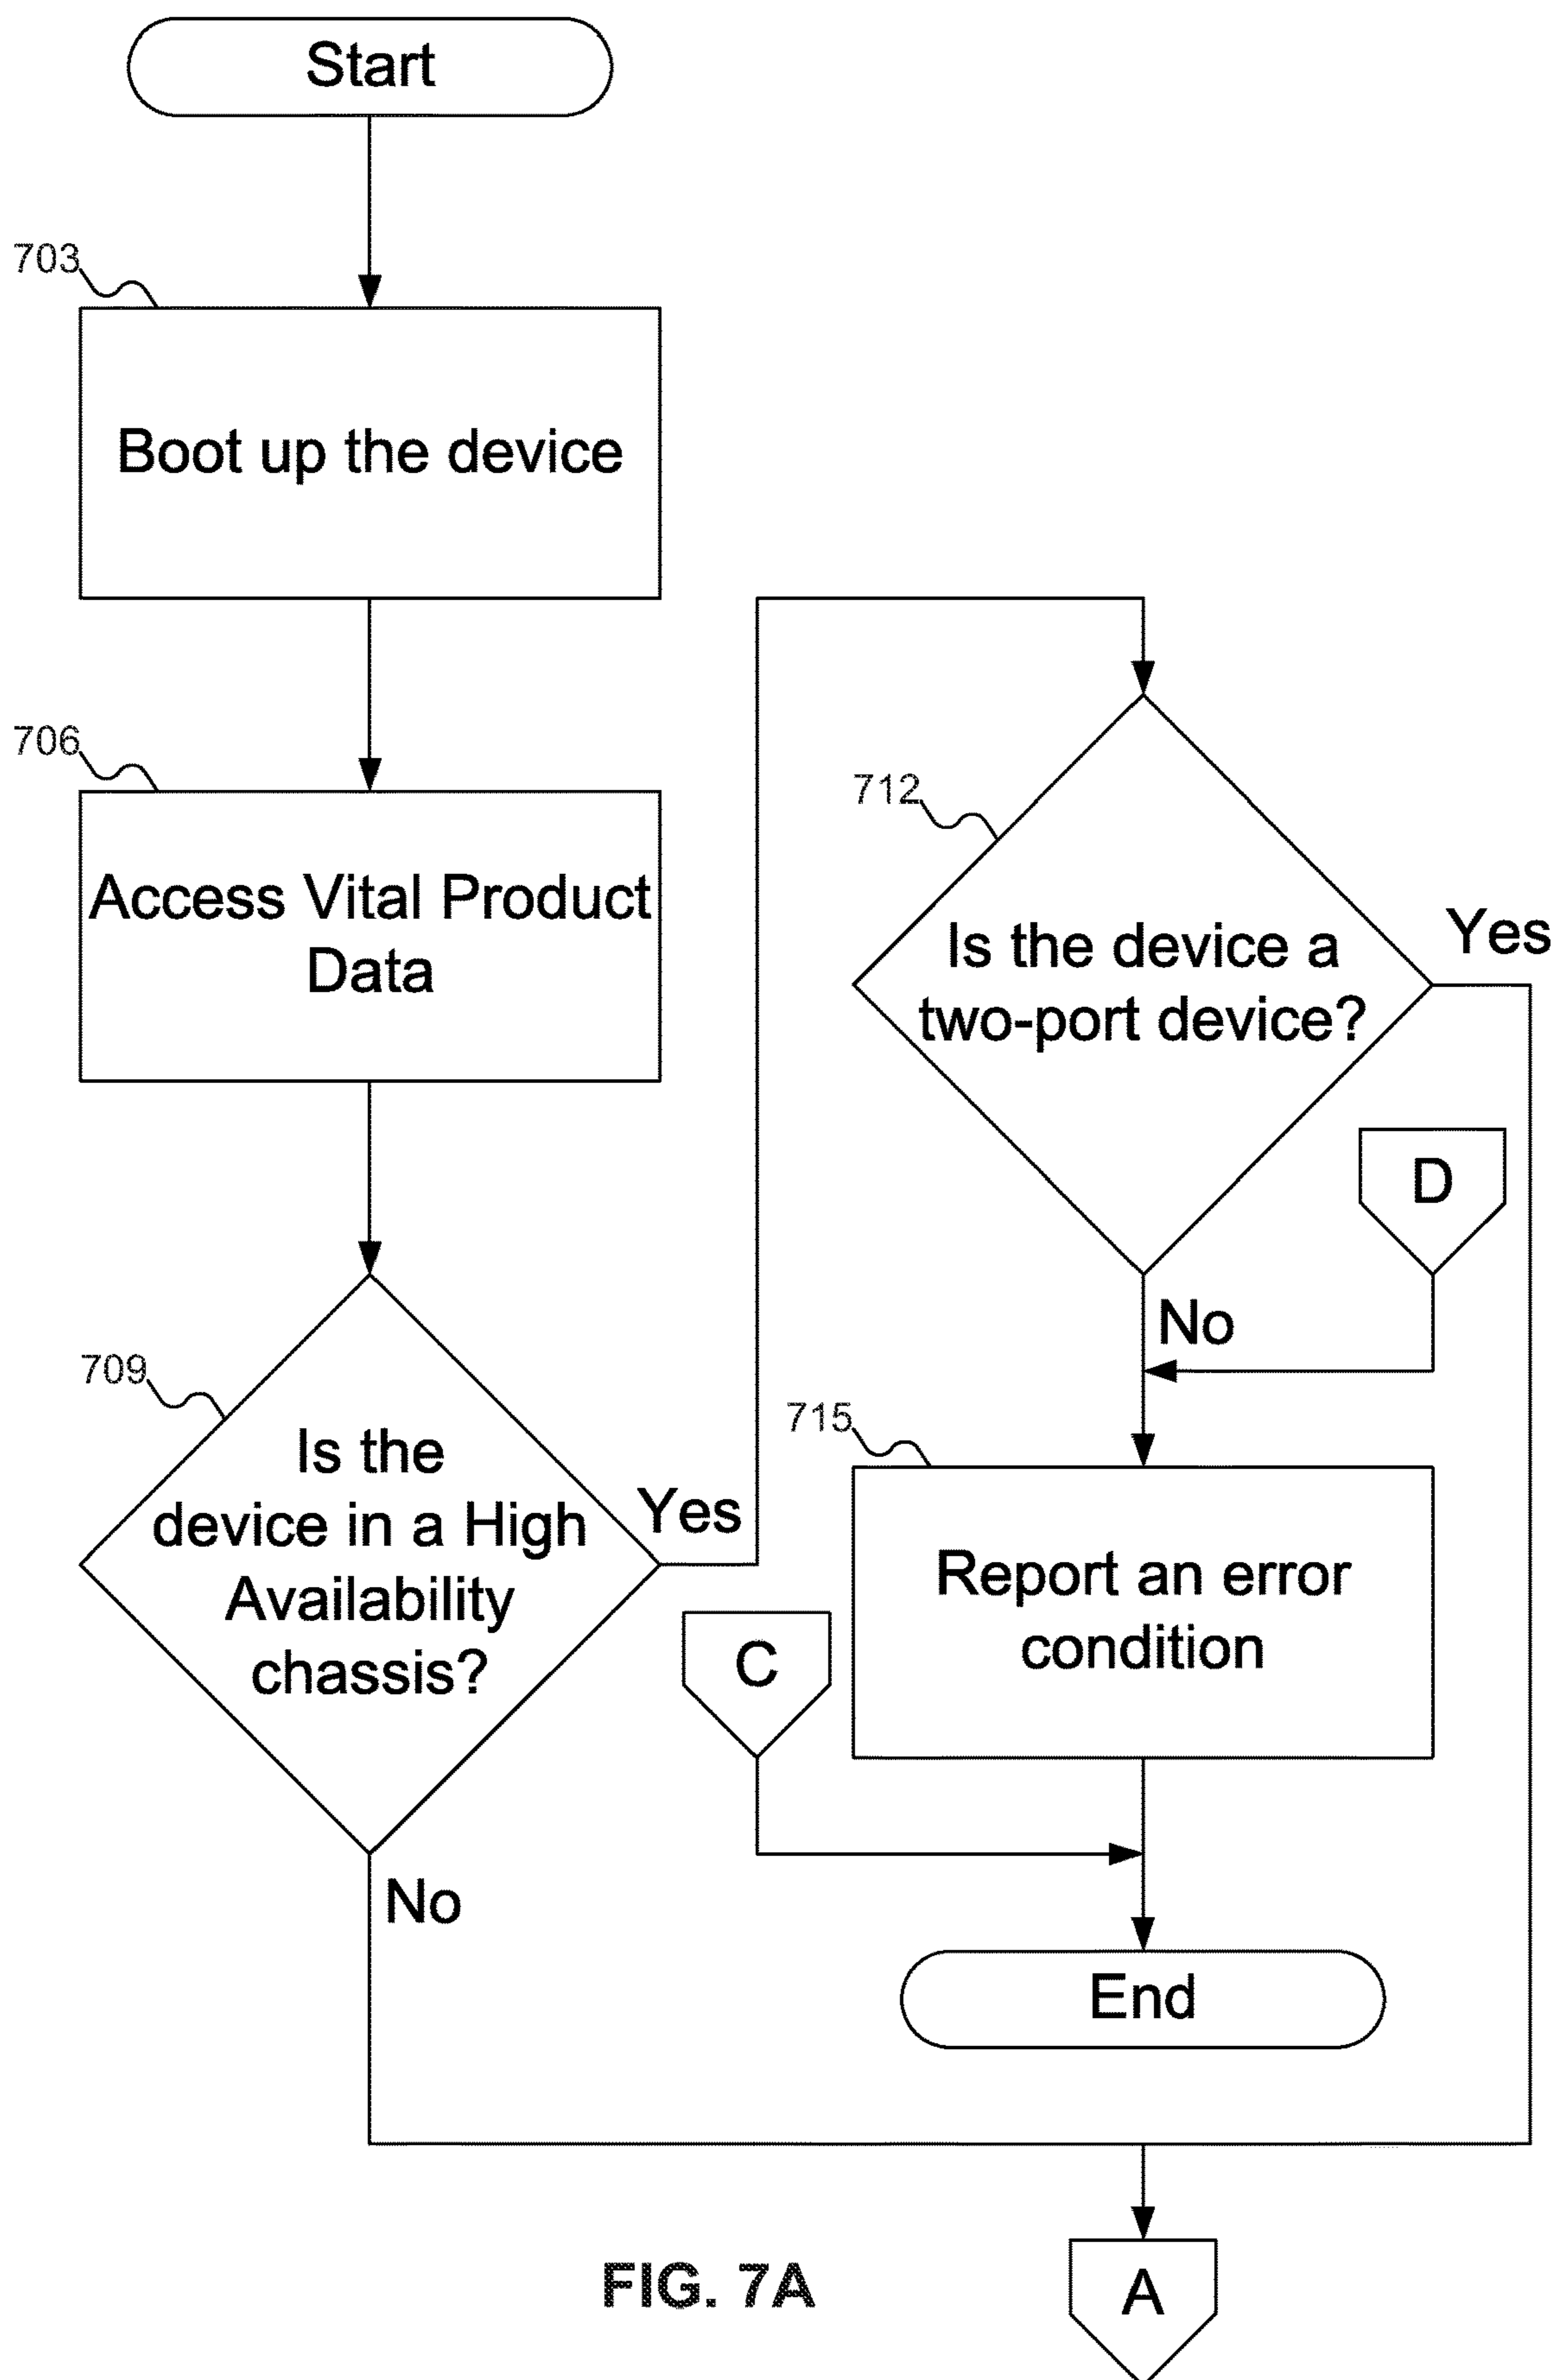 Start
703
Boot up the device
706
Access Vital Product
Data
709
Is the
device in a High
Availability
chassis?
Yes
No
712
Is the device a
two-port device?
Yes
D
No
715
Report an error
condition
C
End
A
FIG. 7A